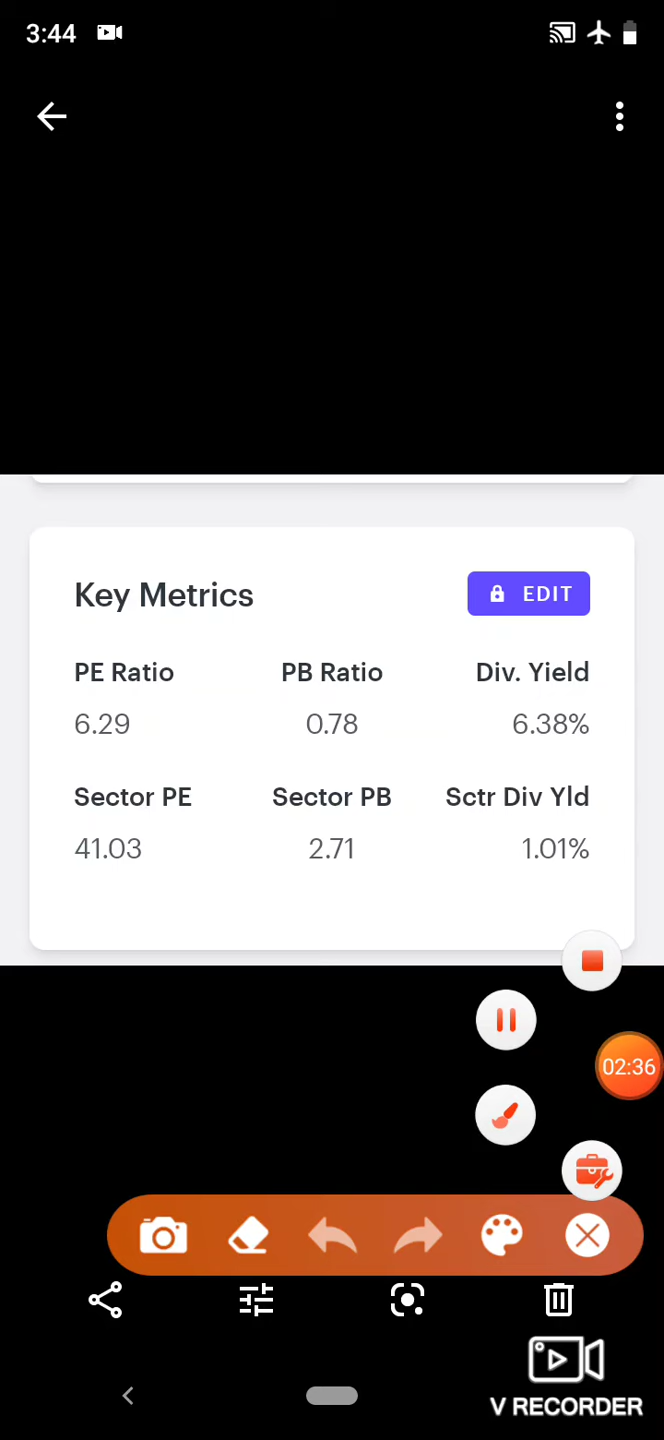 3:44
Key Metrics
EDIT
PE Ratio PB Ratio Div. Yield
6.29 0.78 6.38%
Sector PE Sector PB Sctr Div Yld
41.03 2.71 1.01%
02:36
V RECORDER